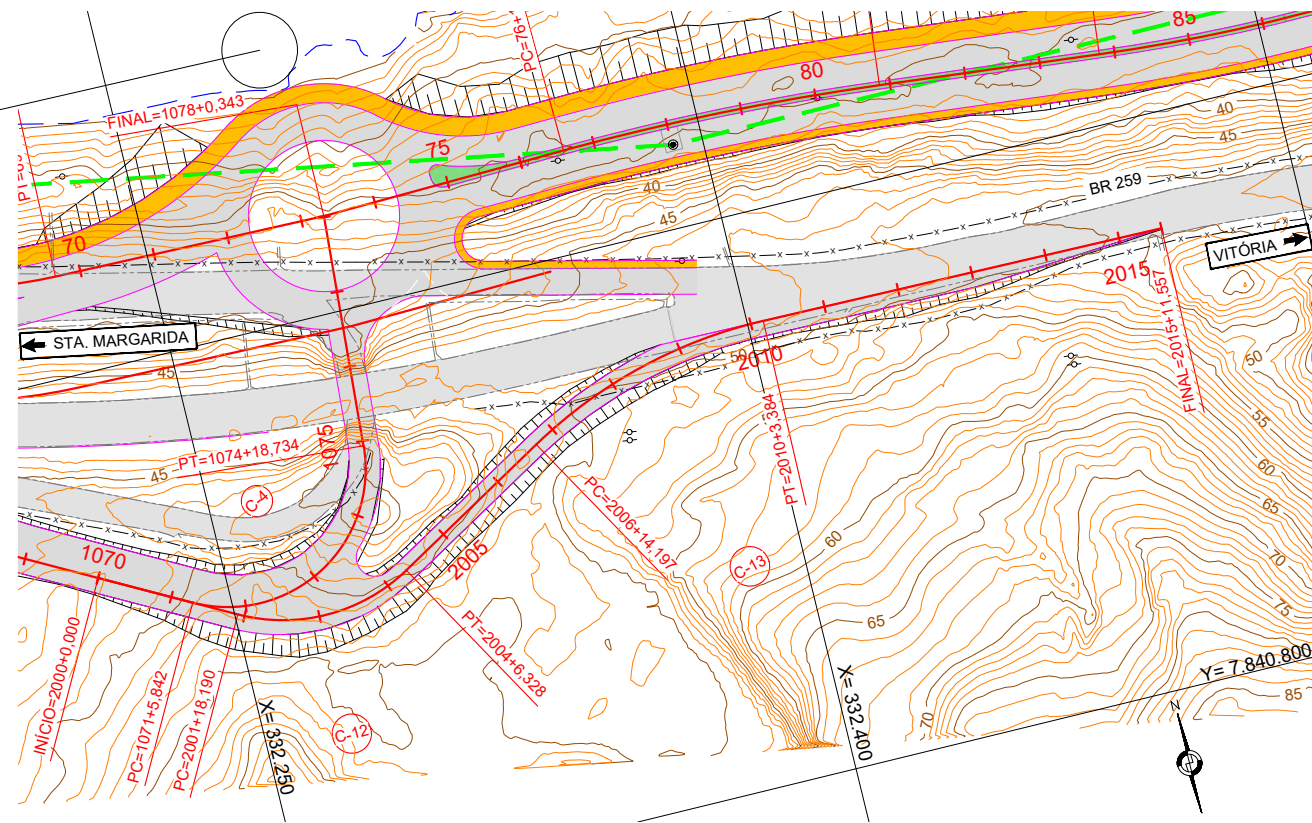 85
PC=76+
80
FINAL=1078+0,343
40
45
75
BR 259
40
45
70
VITÓRIA
2015
STA. MARGARIDA
50
2010
50
45
FINAL=2015+11,557
PT=2010+3,384
55
1075
PT=1074+18,734
45
60
C-4
PC=2006+14,197
65
60
1070
2005
70
C-13
75
65
PT=2004+6,328
INÍCIO=2000+0,000
PC=1071+5,842
PC=2001+18,190
X= 332.250
C-12
X= 332.400
70
Y= 7.840.800
85
N